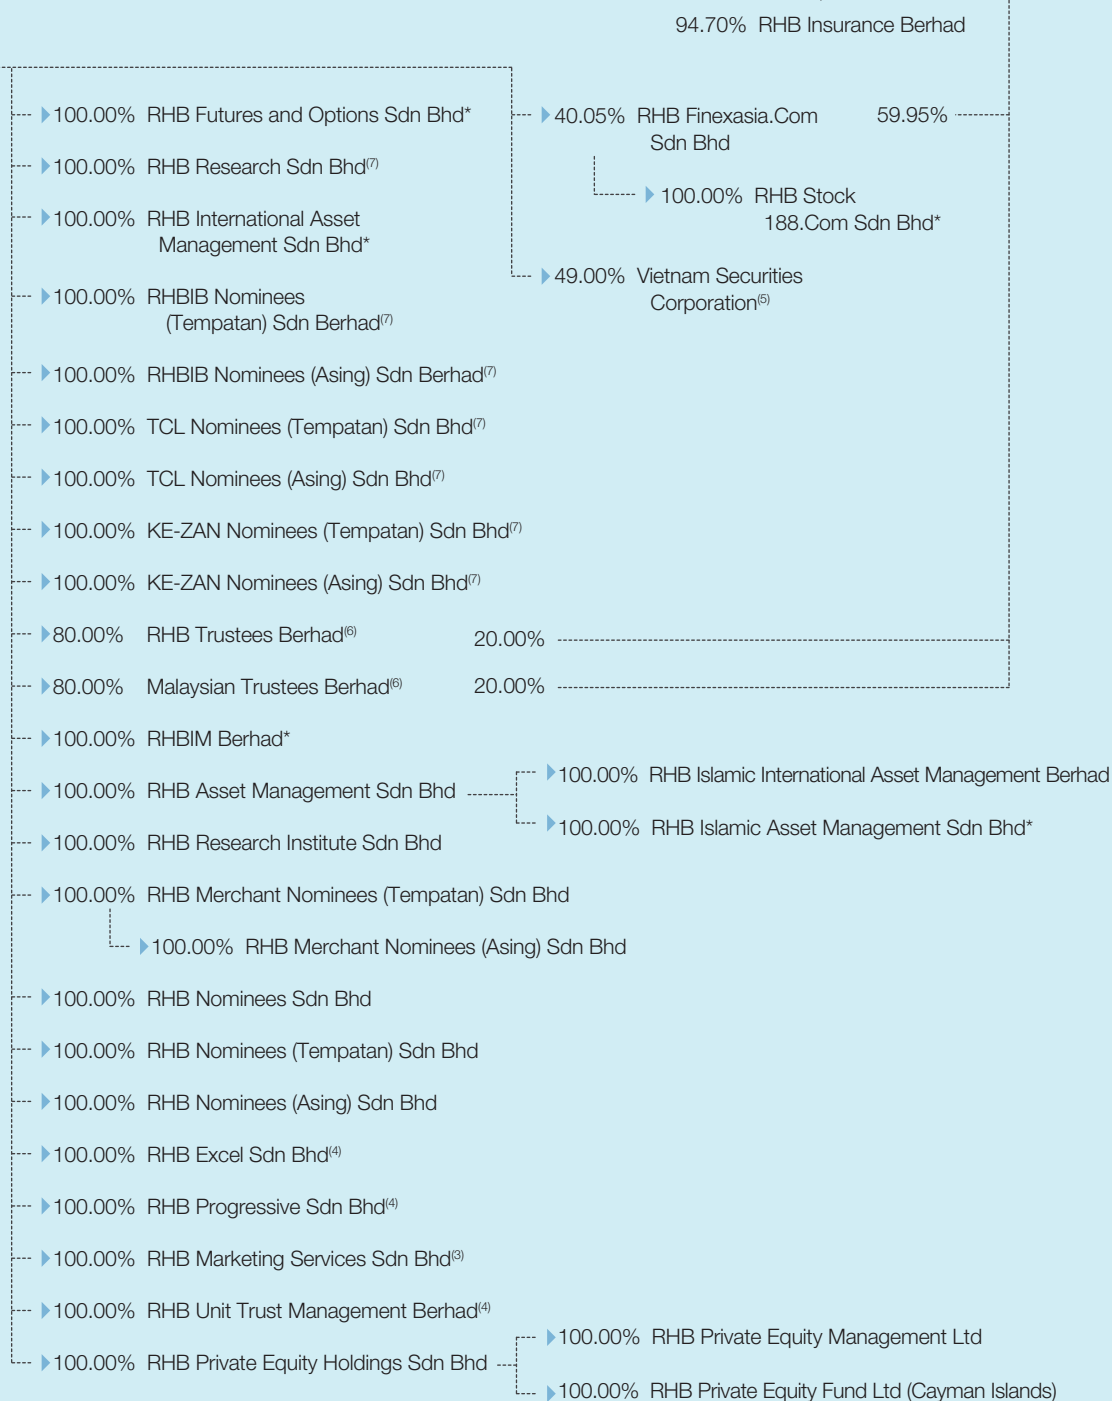 94.70% RHB Insurance Berhad
100.00% RHB Futures and Options Sdn Bhd*
100.00% RHB Research Sdn Bhd(7)
100.00% RHB International Asset
Management Sdn Bhd*
100.00% RHBIB Nominees
(Tempatan) Sdn Berhad(7)
100.00% RHBIB Nominees (Asing) Sdn Berhad(7)
100.00% TCL Nominees (Tempatan) Sdn Bhd(7)
100.00% TCL Nominees (Asing) Sdn Bhd(7)
100.00% KE-ZAN Nominees (Tempatan) Sdn Bhd(7)
100.00% KE-ZAN Nominees (Asing) Sdn Bhd(7)
80.00% RHB Trustees Berhad(6) 20.00%
80.00% Malaysian Trustees Berhad(6) 20.00%
100.00% RHBIM Berhad*
100.00% RHB Asset Management Sdn Bhd
100.00% RHB Research Institute Sdn Bhd
100.00% RHB Merchant Nominees (Tempatan) Sdn Bhd
100.00% RHB Merchant Nominees (Asing) Sdn Bhd
100.00% RHB Nominees Sdn Bhd
100.00% RHB Nominees (Tempatan) Sdn Bhd
100.00% RHB Nominees (Asing) Sdn Bhd
100.00% RHB Excel Sdn Bhd(4)
100.00% RHB Progressive Sdn Bhd(4)
100.00% RHB Marketing Services Sdn Bhd(3)
100.00% RHB Unit Trust Management Berhad(4)
100.00% RHB Private Equity Holdings Sdn Bhd
40.05% RHB Finexasia.Com 59.95%
Sdn Bhd
100.00% RHB Stock
188.Com Sdn Bhd*
49.00% Vietnam Securities
Corporation(5)
100.00% RHB Islamic International Asset Management Berhad
100.00% RHB Islamic Asset Management Sdn Bhd*
100.00% RHB Private Equity Management Ltd
100.00% RHB Private Equity Fund Ltd (Cayman Islands)